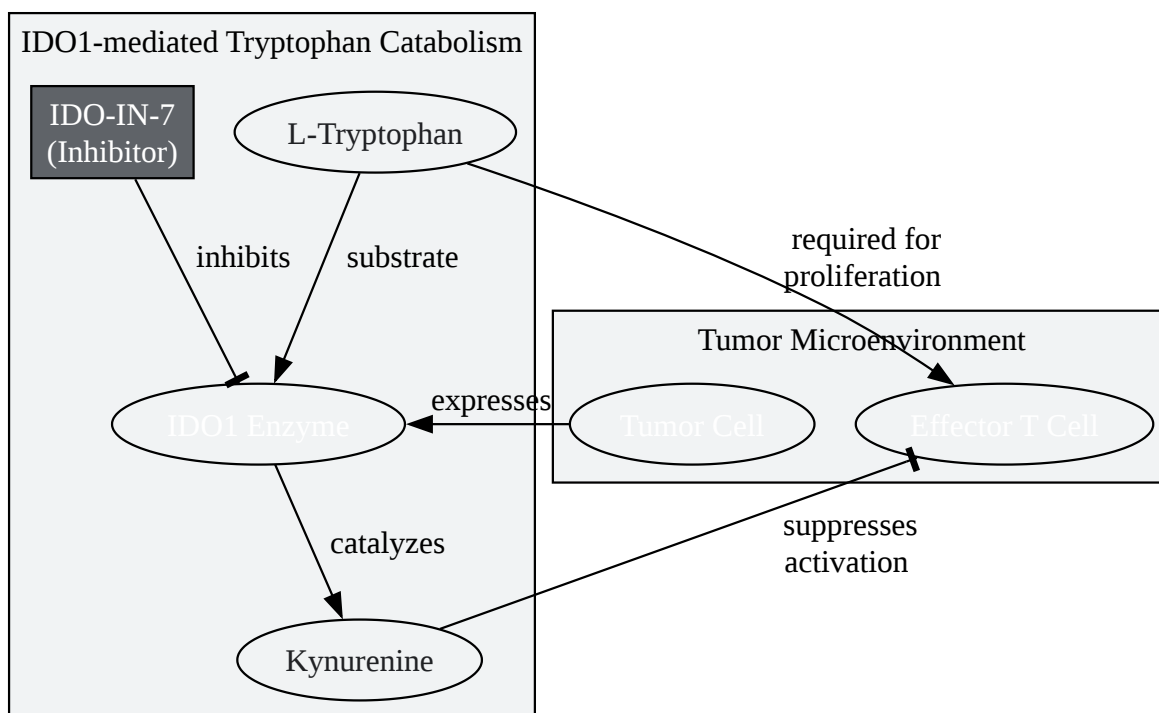 IDO1-mediated Tryptophan Catabolism
IDO-IN-7
(Inhibitor)
L-Tryptophan
inhibits
substrate
required for
proliferation
Tumor Microenvironment
IDO1 Enzyme
expresses
Tumor Cell
Effector T Cell
catalyzes
suppresses
activation
Kynurenine